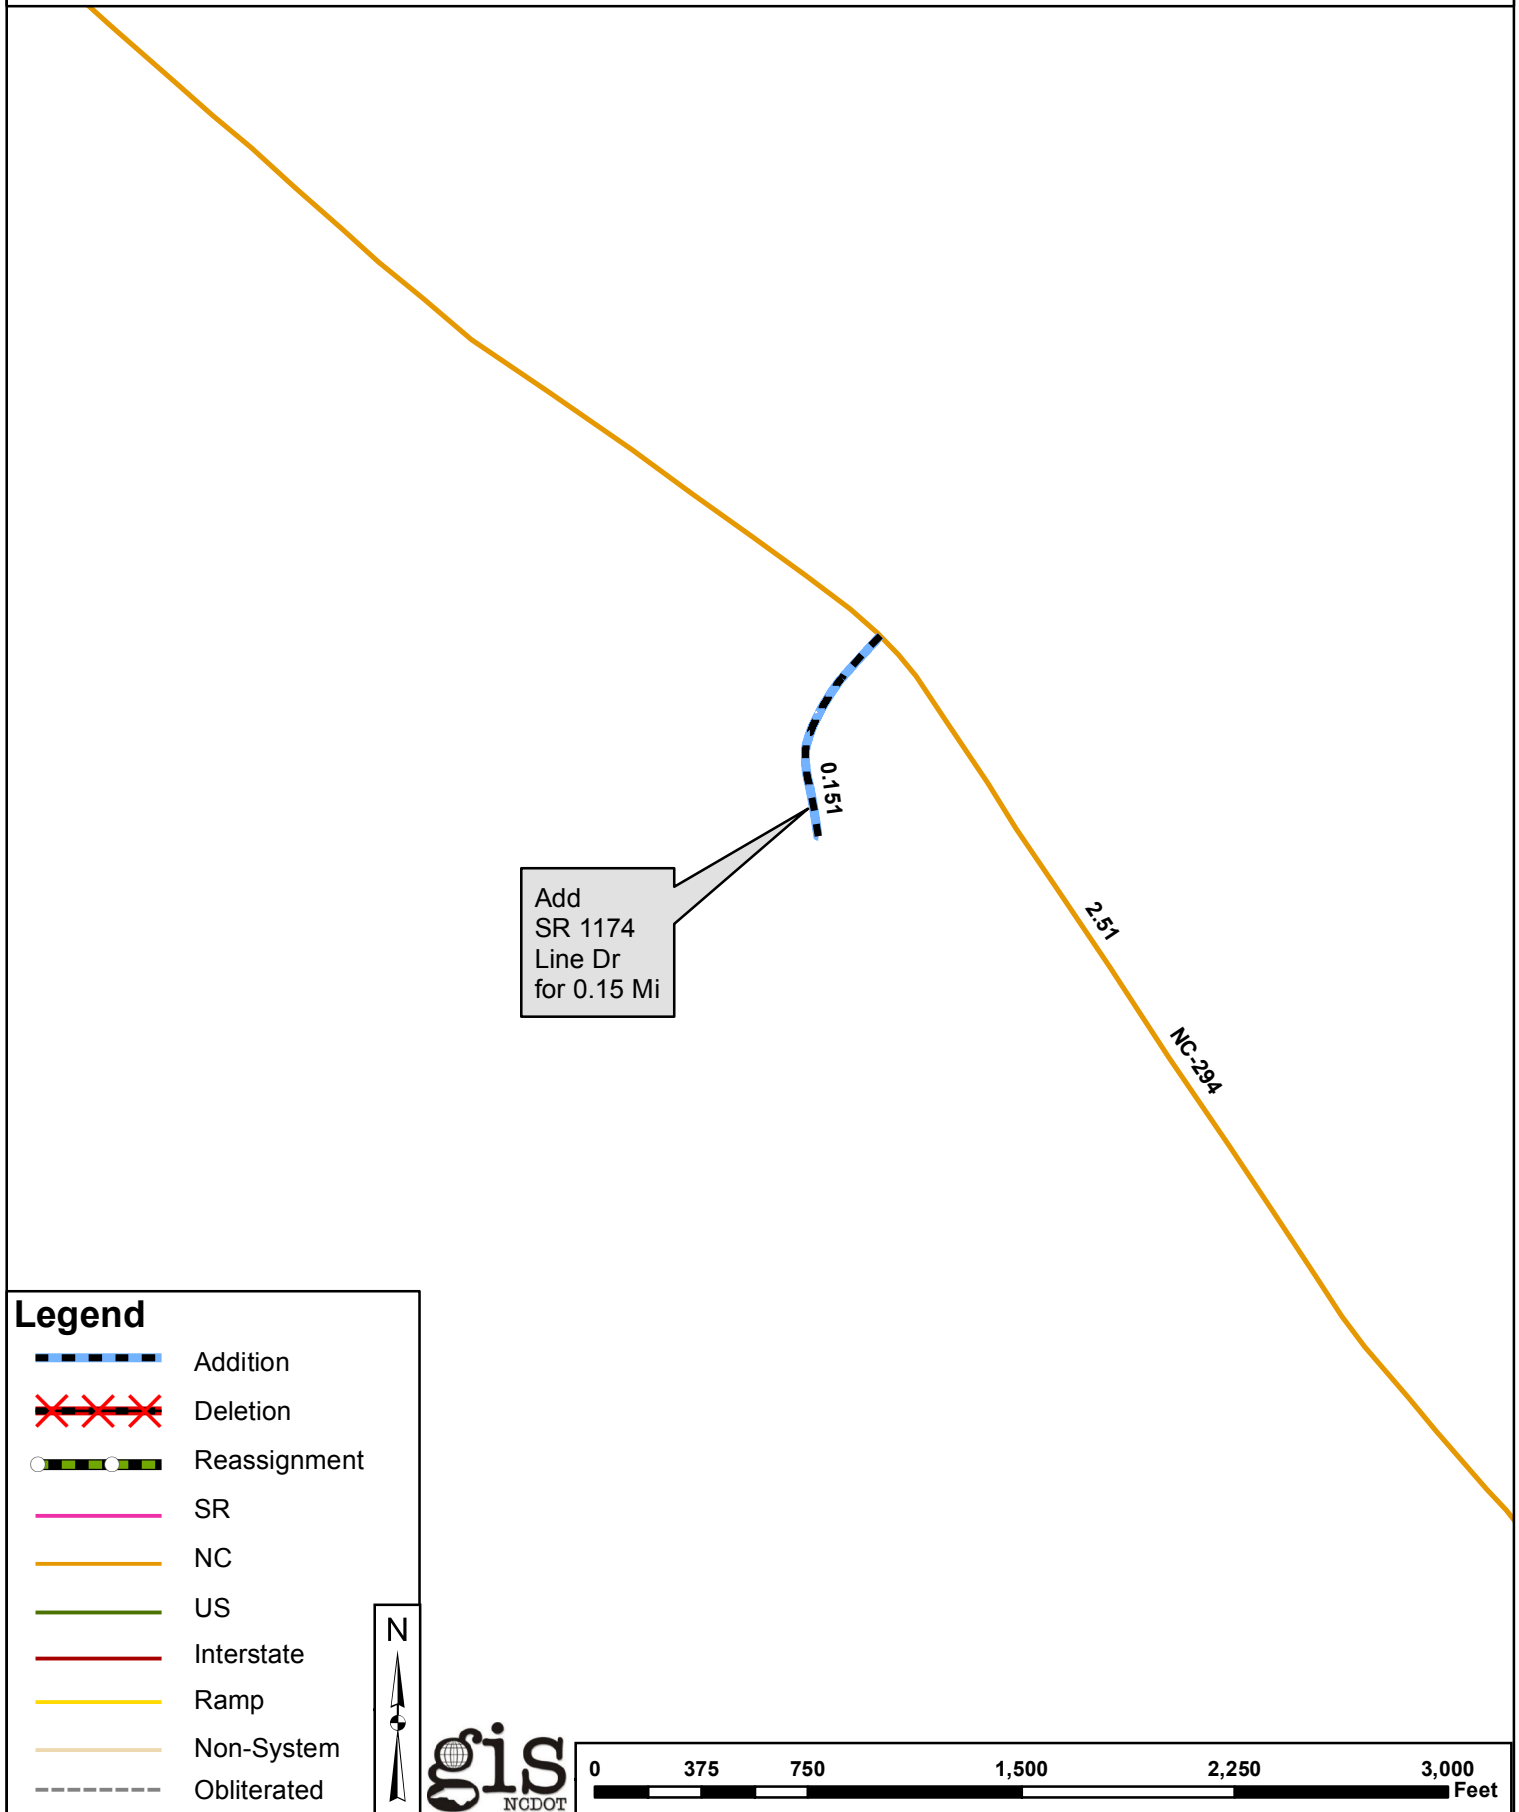 0.151
Add
SR 1174
Line Dr
for 0.15 Mi
2.51
NC-294
Legend
Addition
Deletion
Reassignment
SR
NC
US
Interstate
Ramp
Non-System
Obliterated
N
gis
NCDOT
0 375 750 1,500 2,250 3,000
Feet